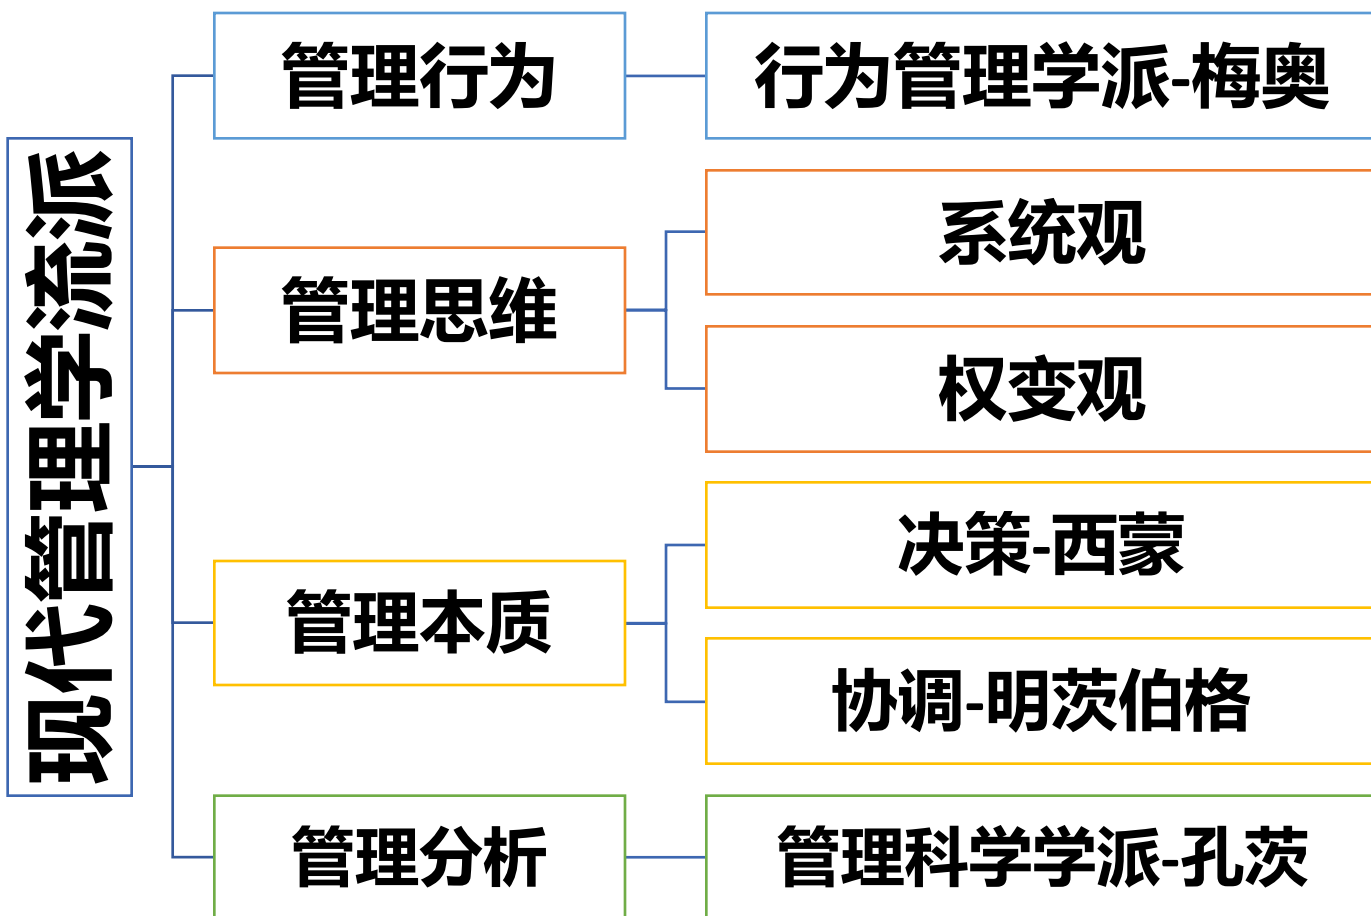 现代管理学流派
管理行为
行为管理学派-梅奥
管理思维
系统观
权变观
管理本质
决策-西蒙
协调-明茨伯格
管理分析
管理科学学派-孔茨